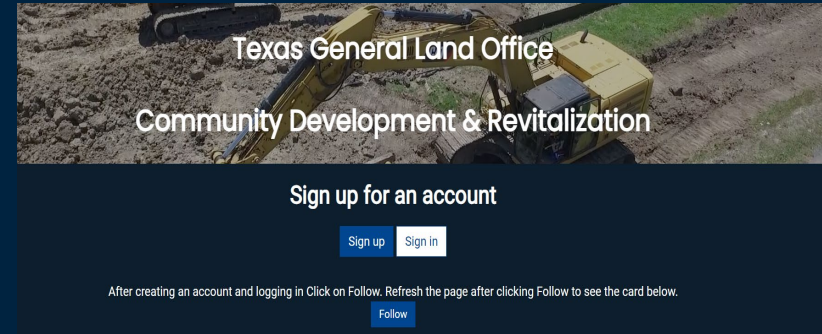 Texas General Land Office
Community Development & Revitalization
Sign up for an account
Sign up Sign in
After creating an account and logging in Click on Follow. Refresh the page after clicking Follow to see the card below.
Follow